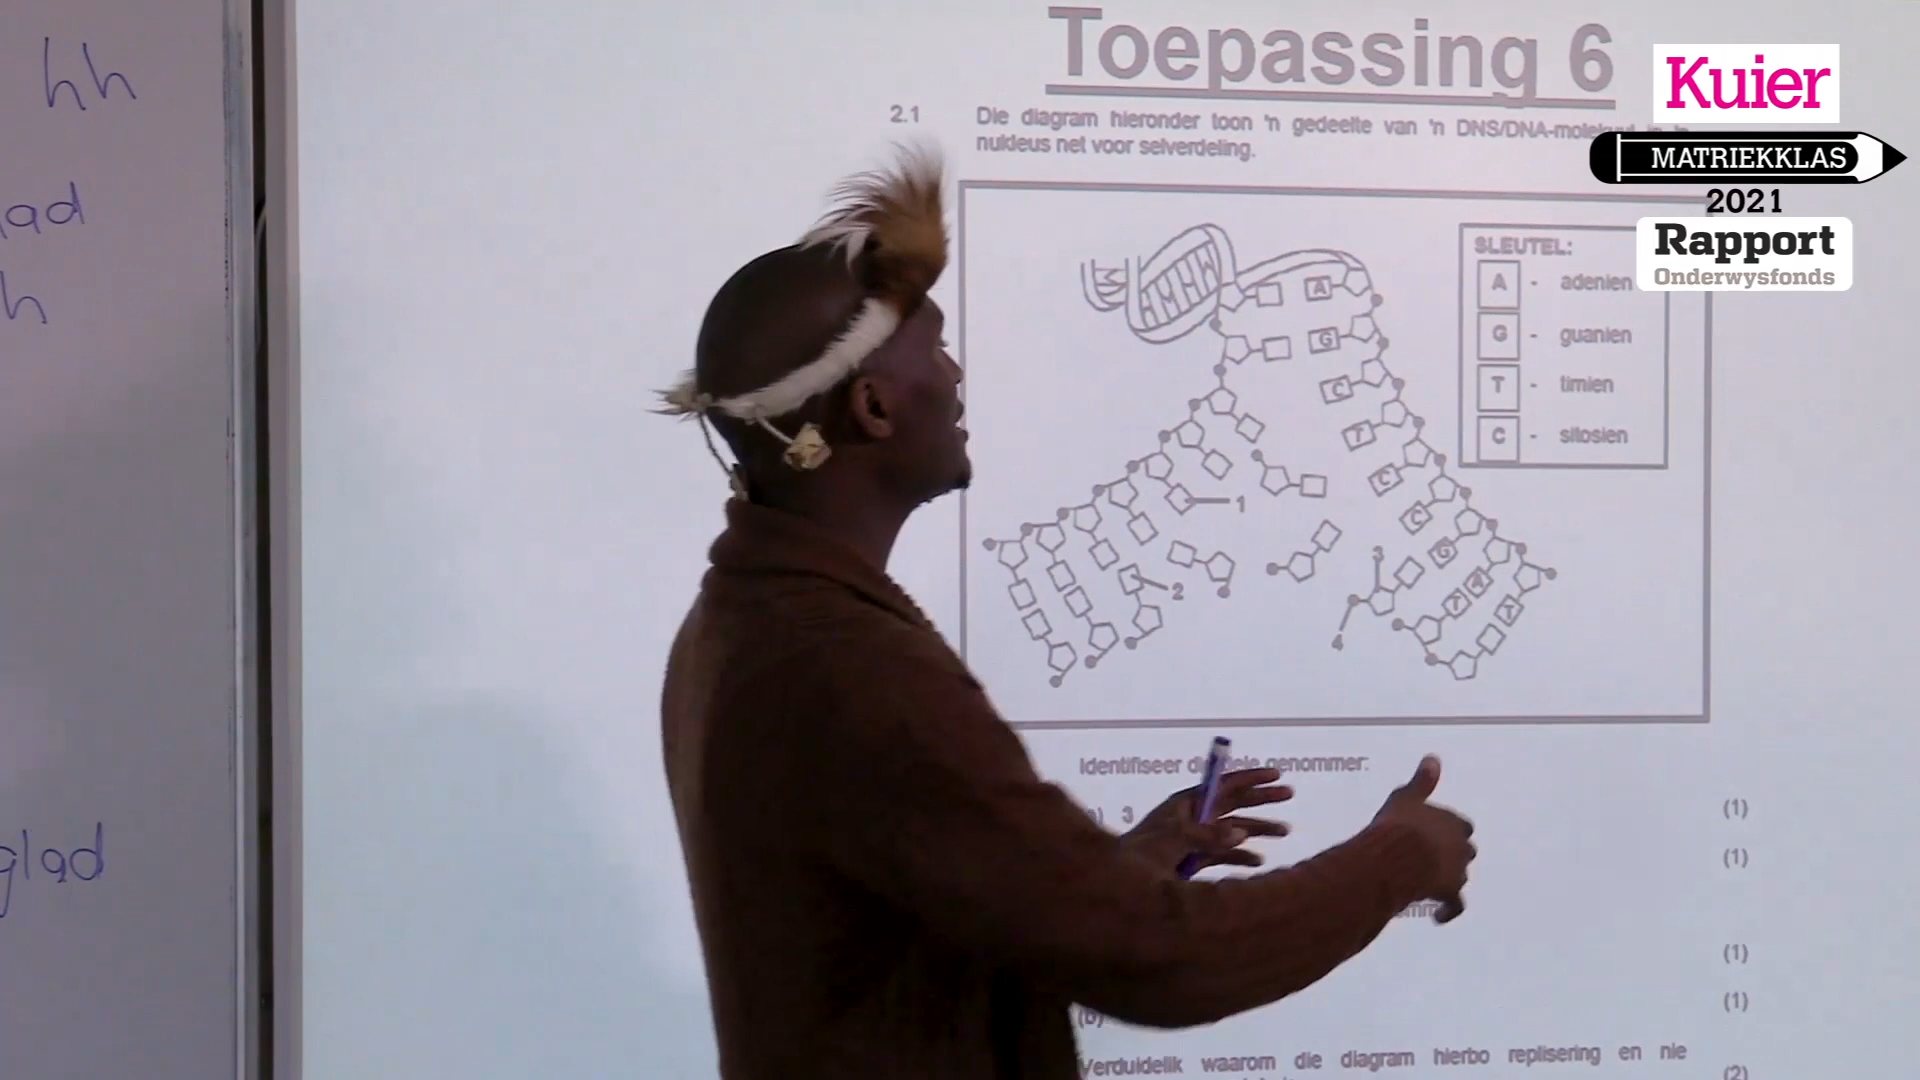 hh
ad
h
glad
Toepassing 6
Kuier
MATRIEKKLAS
2021
Rapport
Onderwysfonds
2.1 Die diagram hieronder toon 'n gedeelte van 'n DNS/DNA-molekuul in 'n
nukleus net voor selverdeling.
SLEUTEL:
A - adenien
G - guanien
T - timien
C - sitosien
A
G
C
T
C
C
G
A
T
A
1
2
3
4
Identifiseer die dele genommer:
3 (1)
(1)
(1)
(b) (1)
Verduidelik waarom die diagram hierbo replisering en nie
(2)